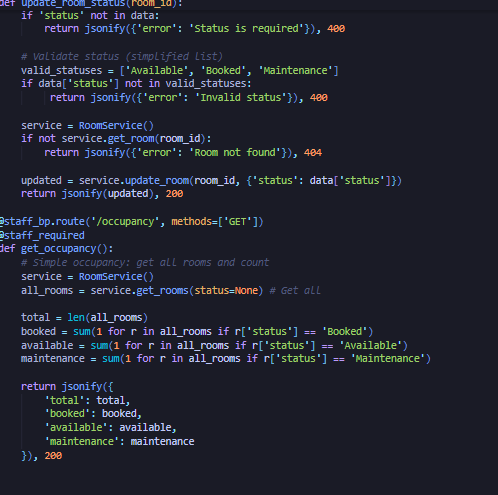 def update_room_status(room_id):
    if 'status' not in data:
        return jsonify({'error': 'Status is required'}), 400

    # Validate status (simplified list)
    valid_statuses = ['Available', 'Booked', 'Maintenance']
    if data['status'] not in valid_statuses:
         return jsonify({'error': 'Invalid status'}), 400

    service = RoomService()
    if not service.get_room(room_id):
        return jsonify({'error': 'Room not found'}), 404

    updated = service.update_room(room_id, {'status': data['status']})
    return jsonify(updated), 200

@staff_bp.route('/occupancy', methods=['GET'])
@staff_required
def get_occupancy():
    # Simple occupancy: get all rooms and count
    service = RoomService()
    all_rooms = service.get_rooms(status=None) # Get all

    total = len(all_rooms)
    booked = sum(1 for r in all_rooms if r['status'] == 'Booked')
    available = sum(1 for r in all_rooms if r['status'] == 'Available')
    maintenance = sum(1 for r in all_rooms if r['status'] == 'Maintenance')

    return jsonify({
        'total': total,
        'booked': booked,
        'available': available,
        'maintenance': maintenance
    }), 200